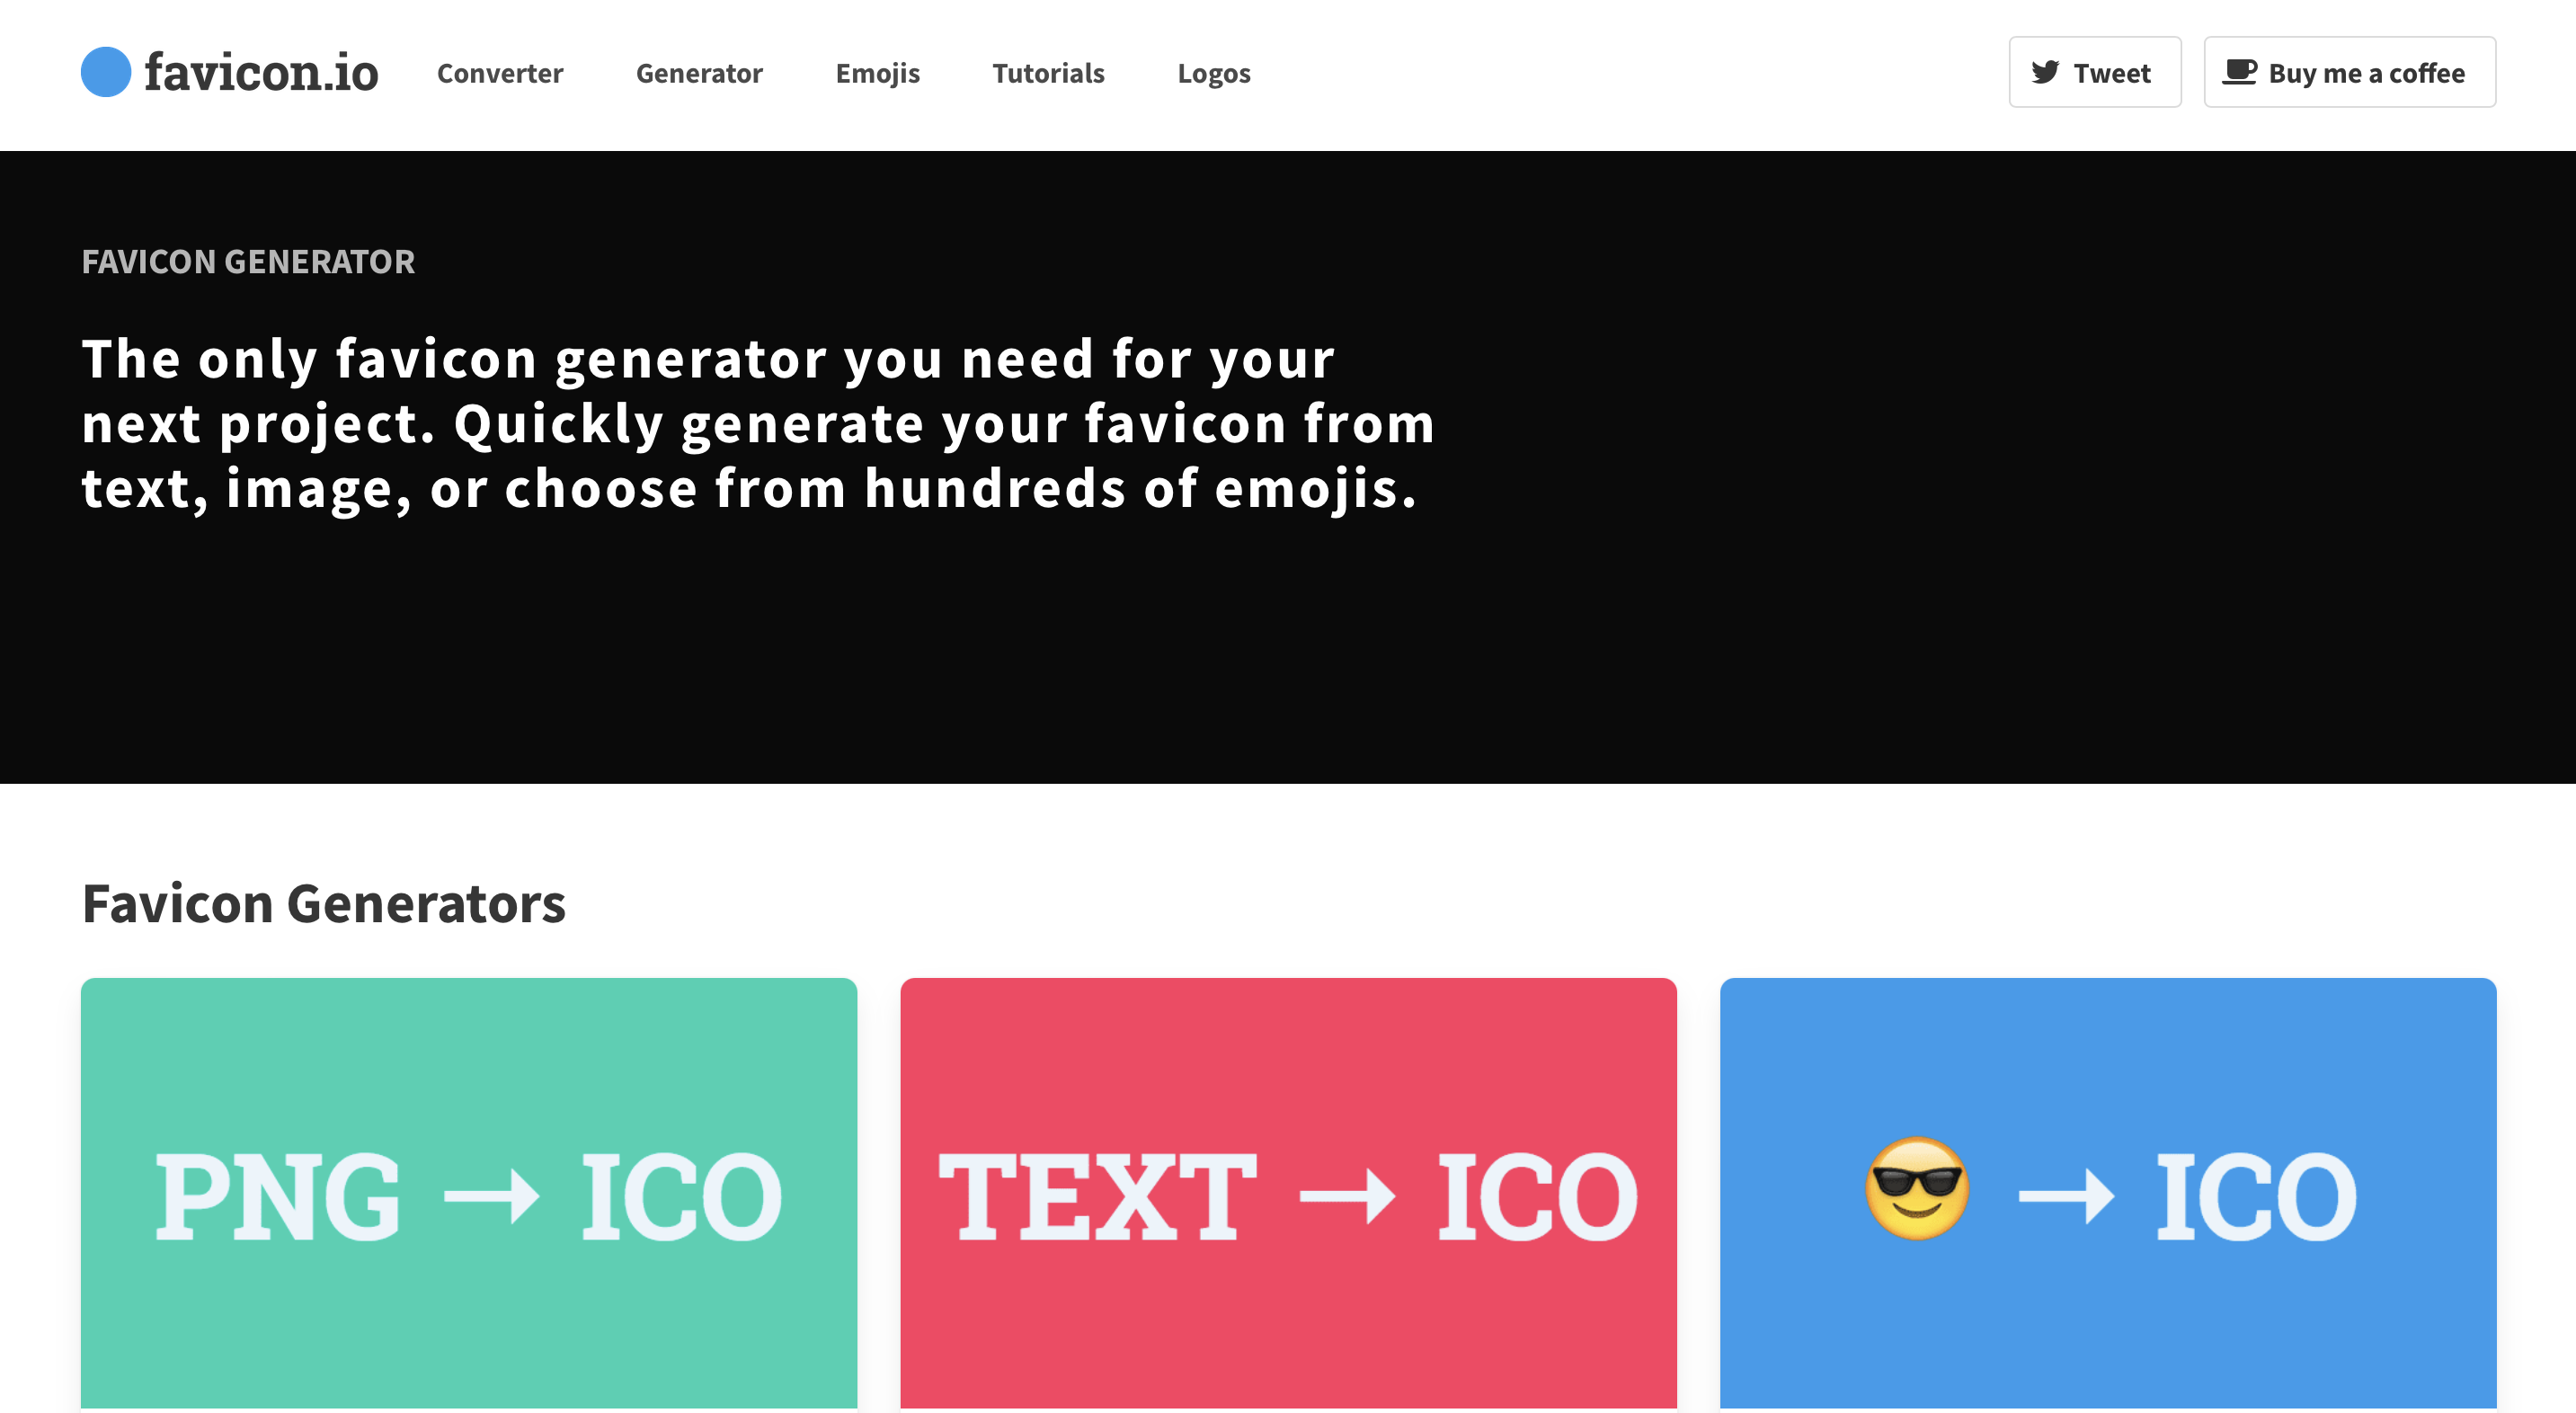 favicon.io Converter Generator Emojis Tutorials Logos Tweet Buy me a coffee
FAVICON GENERATOR
The only favicon generator you need for your
next project. Quickly generate your favicon from
text, image, or choose from hundreds of emojis.
Favicon Generators
PNG → ICO
TEXT → ICO
😎 → ICO